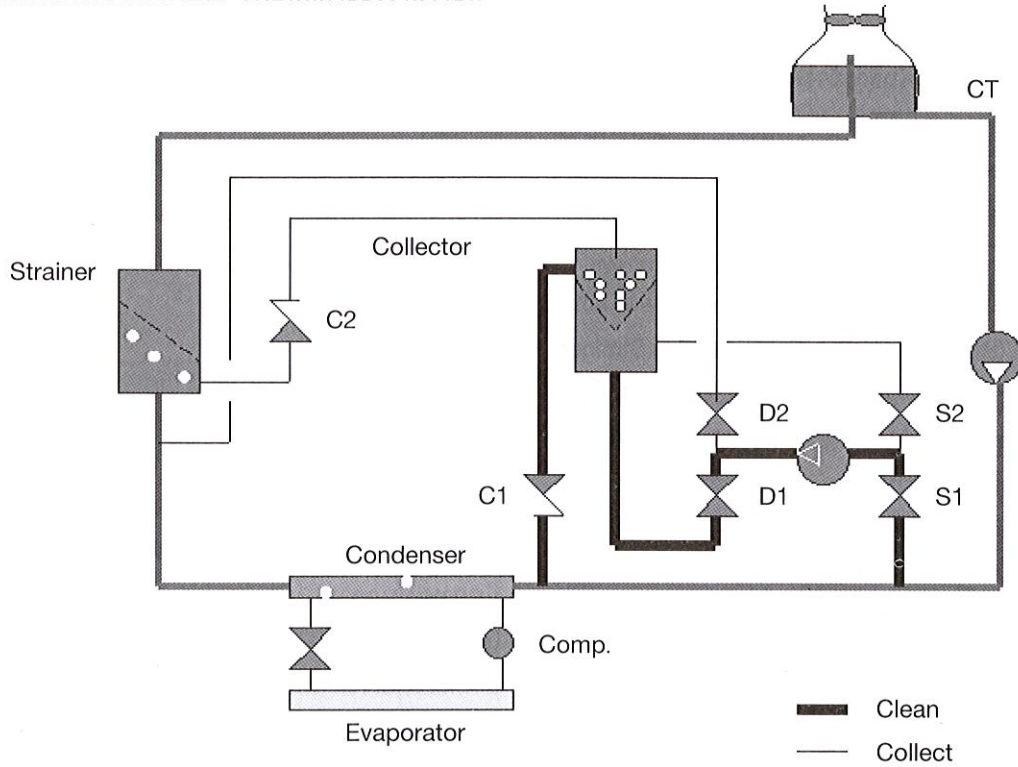 CT
Collector
Strainer
C2
D2
S2
C1
D1
S1
Condenser
Comp.
Evaporator
Clean
Collect